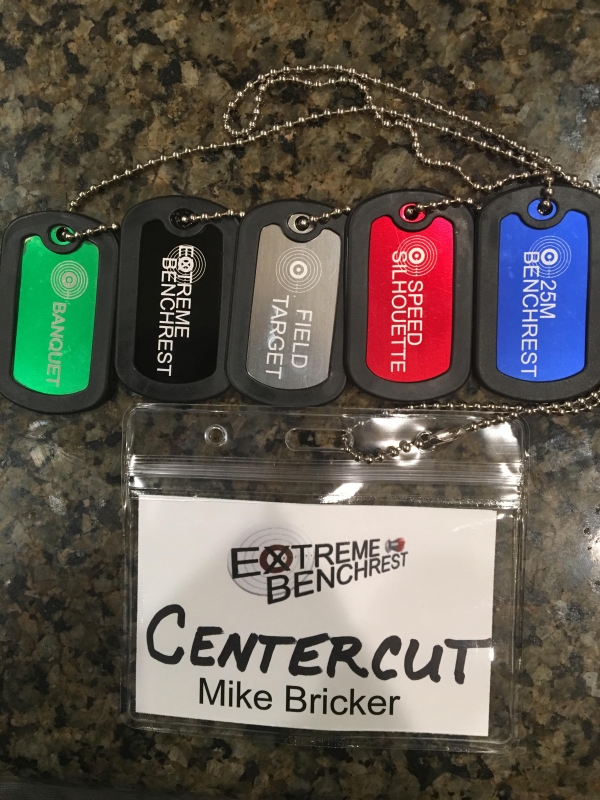 BANQUET
EXTREME
BENCHREST
FIELD
TARGET
SPEED
SILHOUETTE
25M
BENCHREST
EXTREME
BENCHREST
CENTERCUT
Mike Bricker